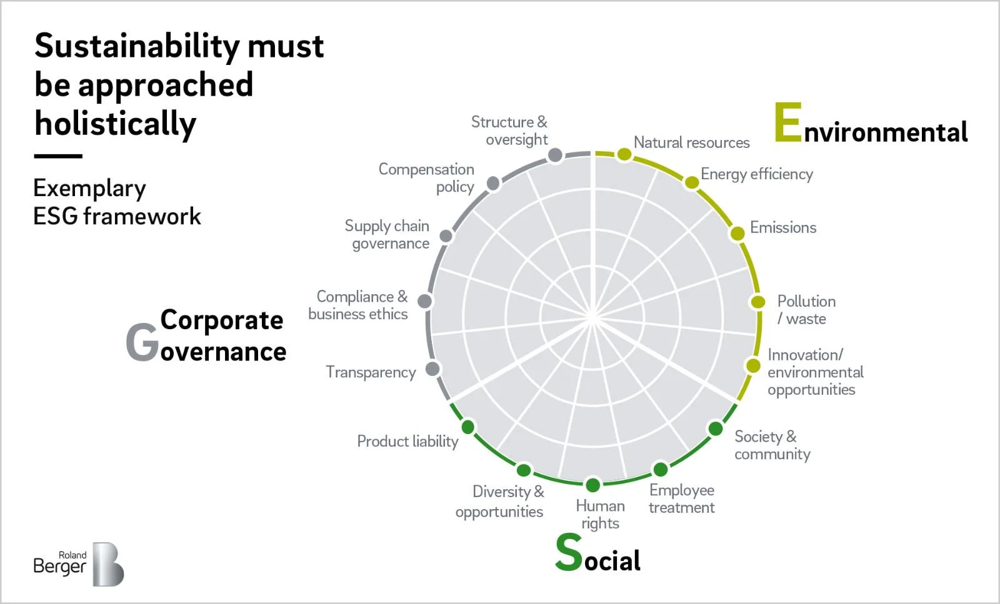 Sustainability must
be approached
holistically
Exemplary
ESG framework
Environmental
Natural resources
Energy efficiency
Emissions
Pollution
/ waste
Innovation/
environmental
opportunities
Society &
community
Employee
treatment
Human
rights
Social
Diversity &
opportunities
Product liability
Corporate
Governance
Transparency
Compliance &
business ethics
Supply chain
governance
Compensation
policy
Structure &
oversight
Roland
Berger
B